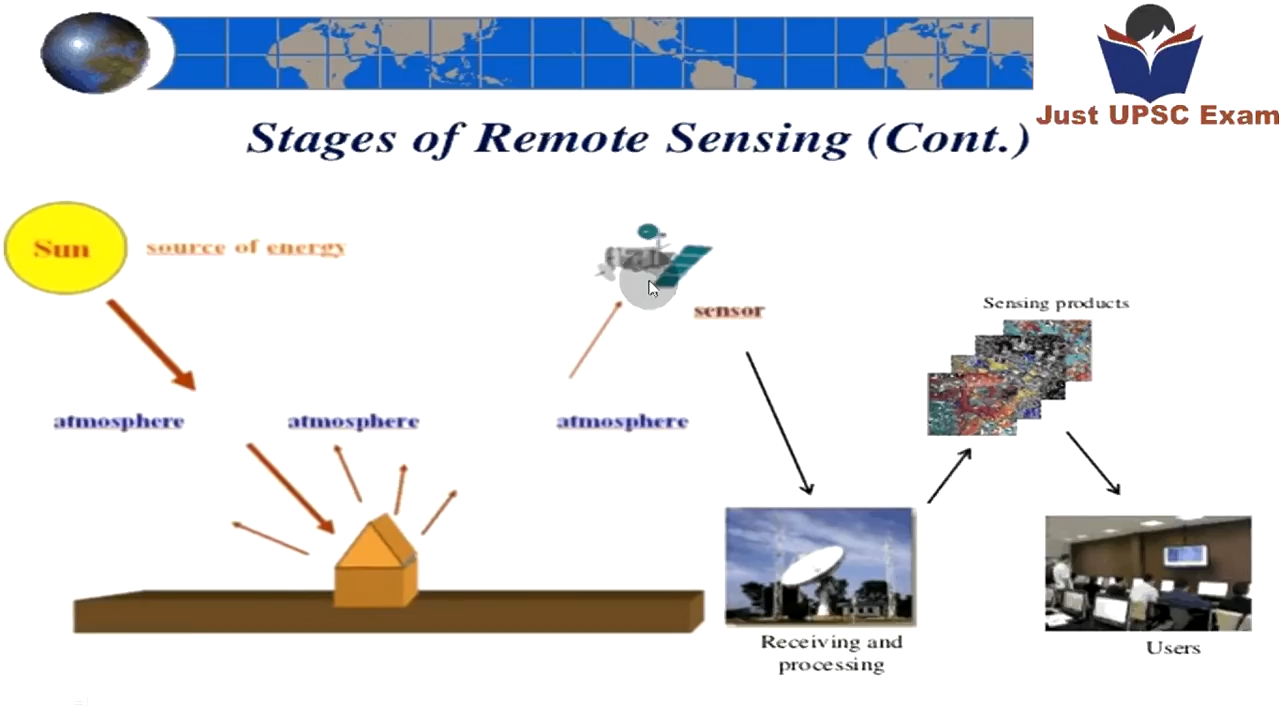 Just UPSC Exam
Stages of Remote Sensing (Cont.)
Sun
source of energy
sensor
Sensing products
atmosphere
atmosphere
atmosphere
Receiving and
processing
Users